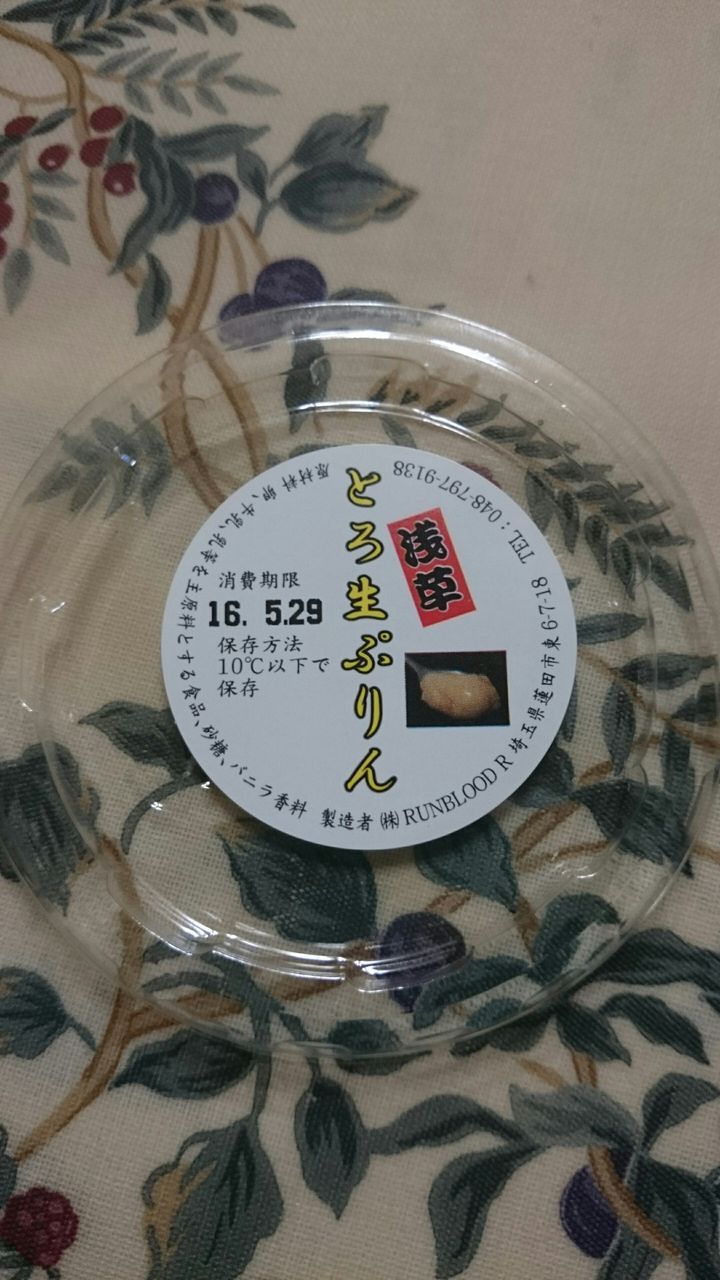 浅草
とろ生ぷりん
消費期限
16. 5.29
保存方法
10℃以下で
保存
原材料 卵、牛乳、乳等を主原料とする食品、砂糖、バニラ香料 製造者 ㈱RUNBLOOD R 埼玉県蓮田市東 6-7-18 TEL：048-797-9138